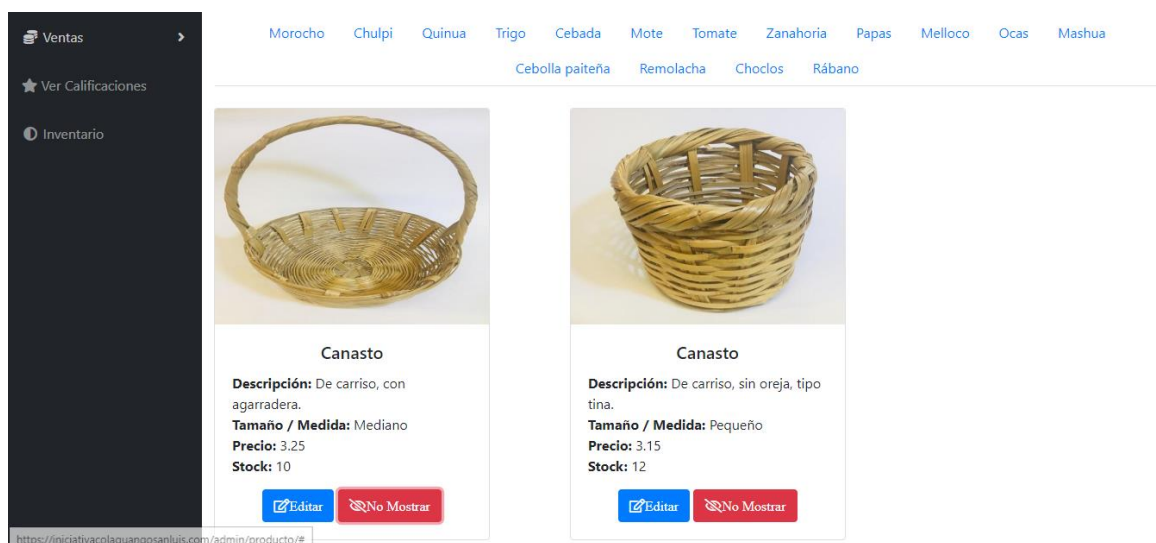 Ventas
Ver Calificaciones
Inventario
Morocho Chulpi Quinua Trigo Cebada Mote Tomate Zanahoria Papas Melloco Ocas Mashua
Cebolla paiteña Remolacha Choclos Rábano
Canasto
Descripción: De carriso, con
agarradera.
Tamaño / Medida: Mediano
Precio: 3.25
Stock: 10
Editar No Mostrar
Canasto
Descripción: De carriso, sin oreja, tipo
tina.
Tamaño / Medida: Pequeño
Precio: 3.15
Stock: 12
Editar No Mostrar
https://iniciativacolaguangosanluis.com/admin/producto/#